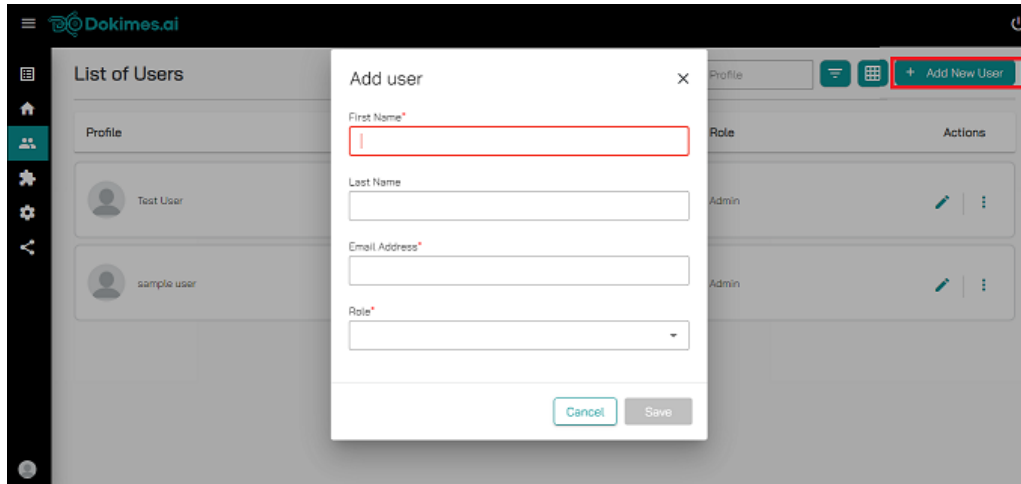 Dokimes.ai
List of Users
Profile
+ Add New User
Profile
Role
Actions
Test User
Admin
sample user
Admin
Add user
First Name*
Last Name
Email Address*
Role*
Cancel
Save